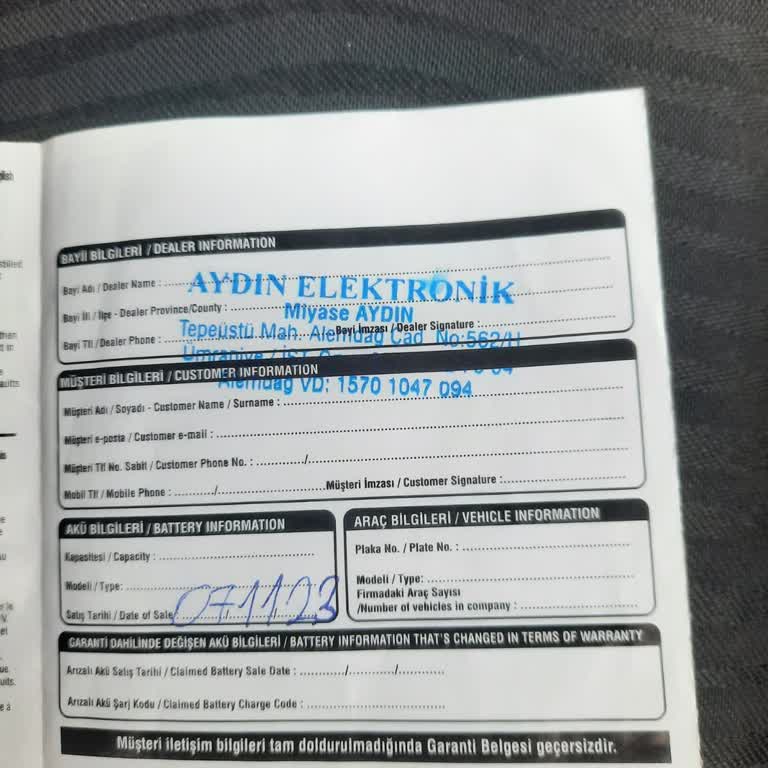 BAYİİ BİLGİLERİ / DEALER INFORMATION
Bayi Adı / Dealer Name :
AYDIN ELEKTRONİK
Bayi İli / İlçe - Dealer Province/County :
Miyase AYDIN
Bayi Tlf / Dealer Phone :
Bayi İmzası / Dealer Signature :
Tepeüstü Mah. Alemdağ Cad. No:562/H
Ümraniye / İST.
MÜŞTERİ BİLGİLERİ / CUSTOMER INFORMATION
Alemdağ VD: 1570 1047 094
Müşteri Adı / Soyadı - Customer Name / Surname :
Müşteri e-posta / Customer e-mail :
Müşteri Tlf No. Sabit / Customer Phone No. : /
Mobil Tlf / Mobile Phone : / Müşteri İmzası / Customer Signature :
AKÜ BİLGİLERİ / BATTERY INFORMATION
Kapasitesi / Capacity :
Modeli / Type:
Satış Tarihi / Date of Sale 071123
ARAÇ BİLGİLERİ / VEHICLE INFORMATION
Plaka No. / Plate No. :
Modeli / Type:
Firmadaki Araç Sayısı
/Number of vehicles in company :
GARANTİ DAHİLİNDE DEĞİŞEN AKÜ BİLGİLERİ / BATTERY INFORMATION THAT'S CHANGED IN TERMS OF WARRANTY
Arızalı Akü Satış Tarihi / Claimed Battery Sale Date : / /
Arızalı Akü Şarj Kodu / Claimed Battery Charge Code :
Müşteri iletişim bilgileri tam doldurulmadığında Garanti Belgesi geçersizdir.